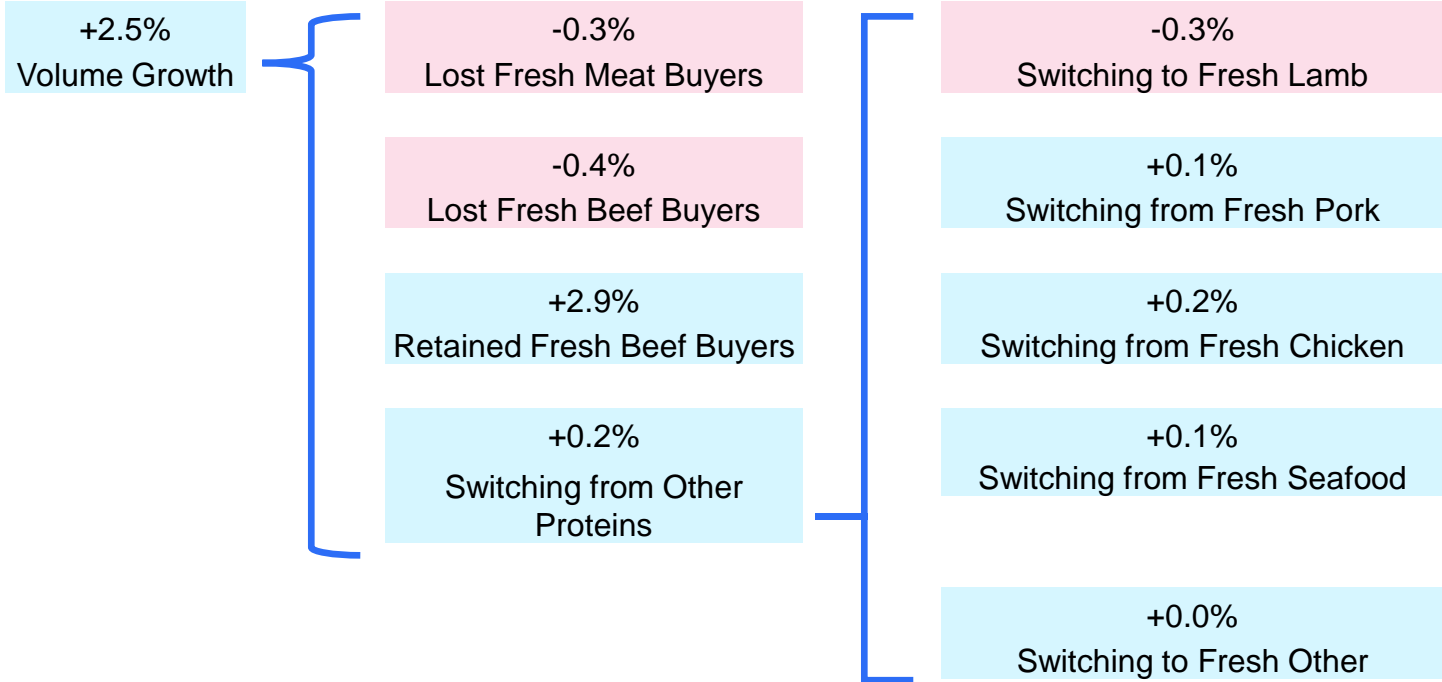 +2.5%
Volume Growth
-0.3%
Lost Fresh Meat Buyers
-0.4%
Lost Fresh Beef Buyers
+2.9%
Retained Fresh Beef Buyers
+0.2%
Switching from Other
Proteins
-0.3%
Switching to Fresh Lamb
+0.1%
Switching from Fresh Pork
+0.2%
Switching from Fresh Chicken
+0.1%
Switching from Fresh Seafood
+0.0%
Switching to Fresh Other